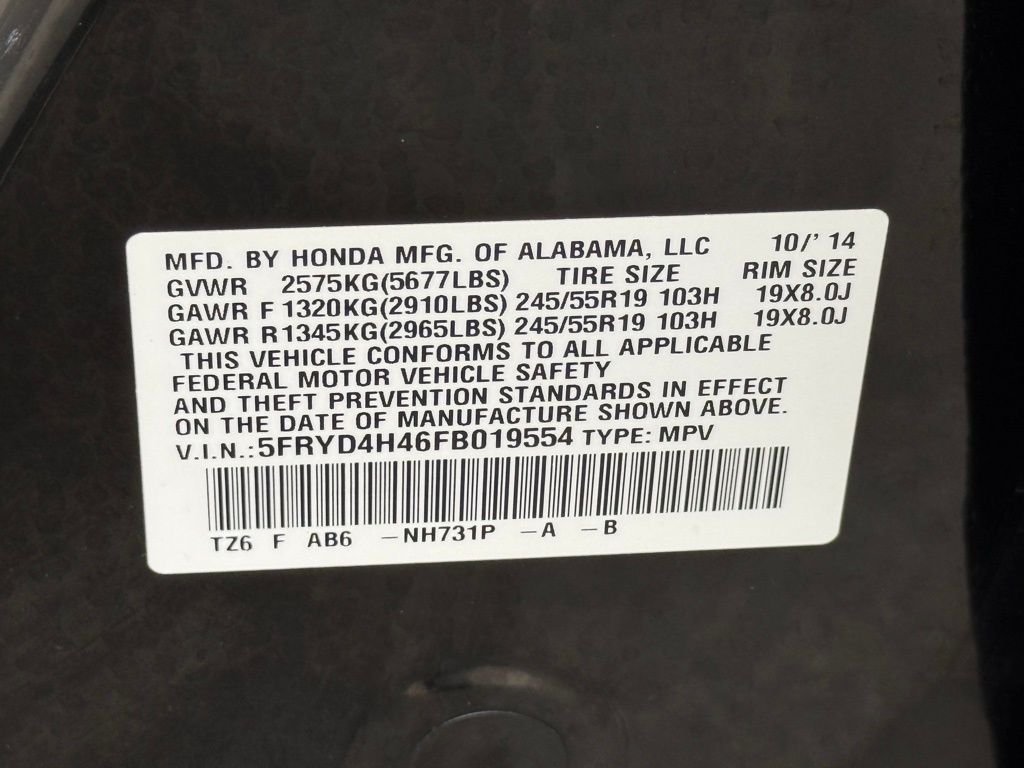 MFD. BY HONDA MFG. OF ALABAMA, LLC 10/' 14
GVWR 2575KG(5677LBS) TIRE SIZE RIM SIZE
GAWR F 1320KG(2910LBS) 245/55R19 103H 19X8.0J
GAWR R 1345KG(2965LBS) 245/55R19 103H 19X8.0J
THIS VEHICLE CONFORMS TO ALL APPLICABLE
FEDERAL MOTOR VEHICLE SAFETY
AND THEFT PREVENTION STANDARDS IN EFFECT
ON THE DATE OF MANUFACTURE SHOWN ABOVE.
V.I.N.: 5FRYD4H46FB019554 TYPE: MPV
TZ6 F AB6 -NH731P -A -B